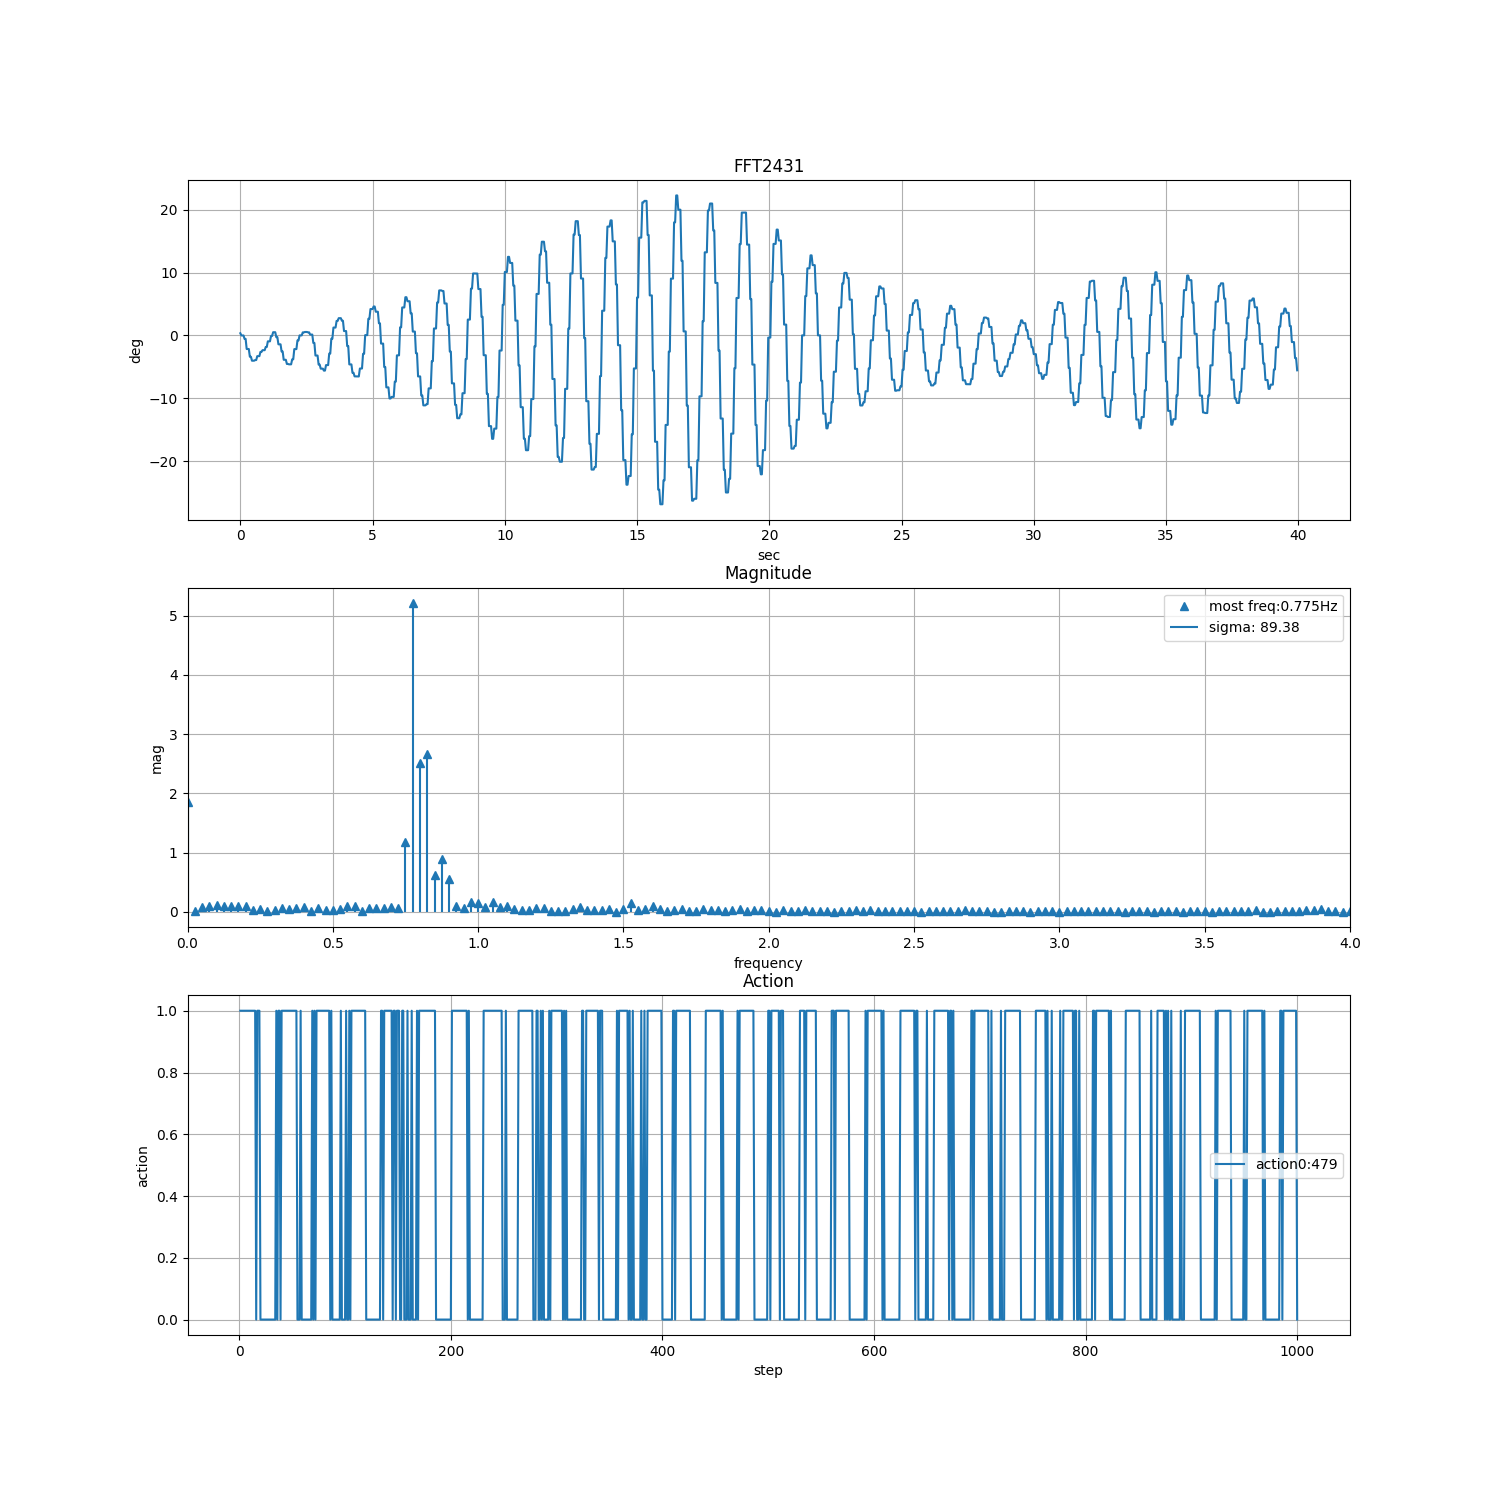 FFT2431
20
10
0
−10
−20
deg
0 5 10 15 20 25 30 35 40
sec
Magnitude
most freq:0.775Hz
sigma: 89.38
5
4
3
2
1
0
mag
0.0 0.5 1.0 1.5 2.0 2.5 3.0 3.5 4.0
frequency
Action
1.0
0.8
0.6
0.4
0.2
0.0
action
action0:479
0 200 400 600 800 1000
step